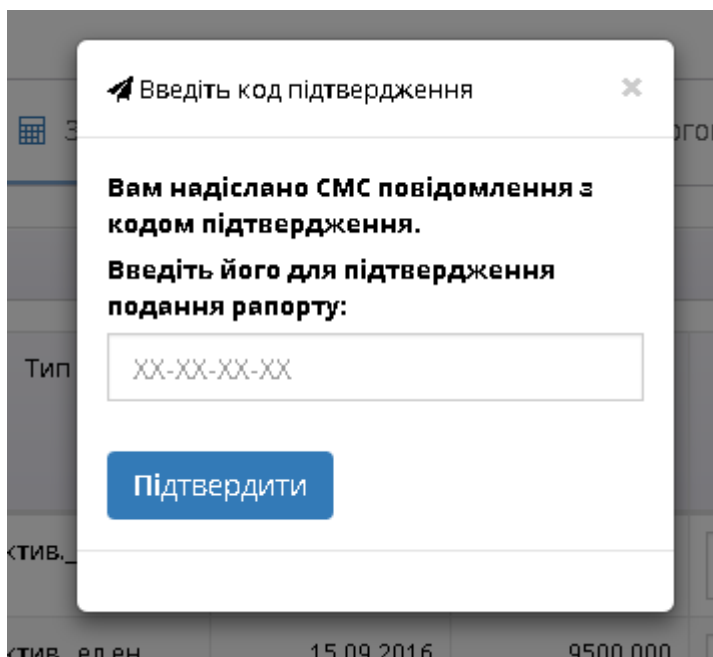 Введіть код підтвердження ×
Вам надіслано СМС повідомлення з
кодом підтвердження.
Введіть його для підтвердження
подання рапорту:
Тип
XX-XX-XX-XX
Підтвердити
15.09.2016 9500.000